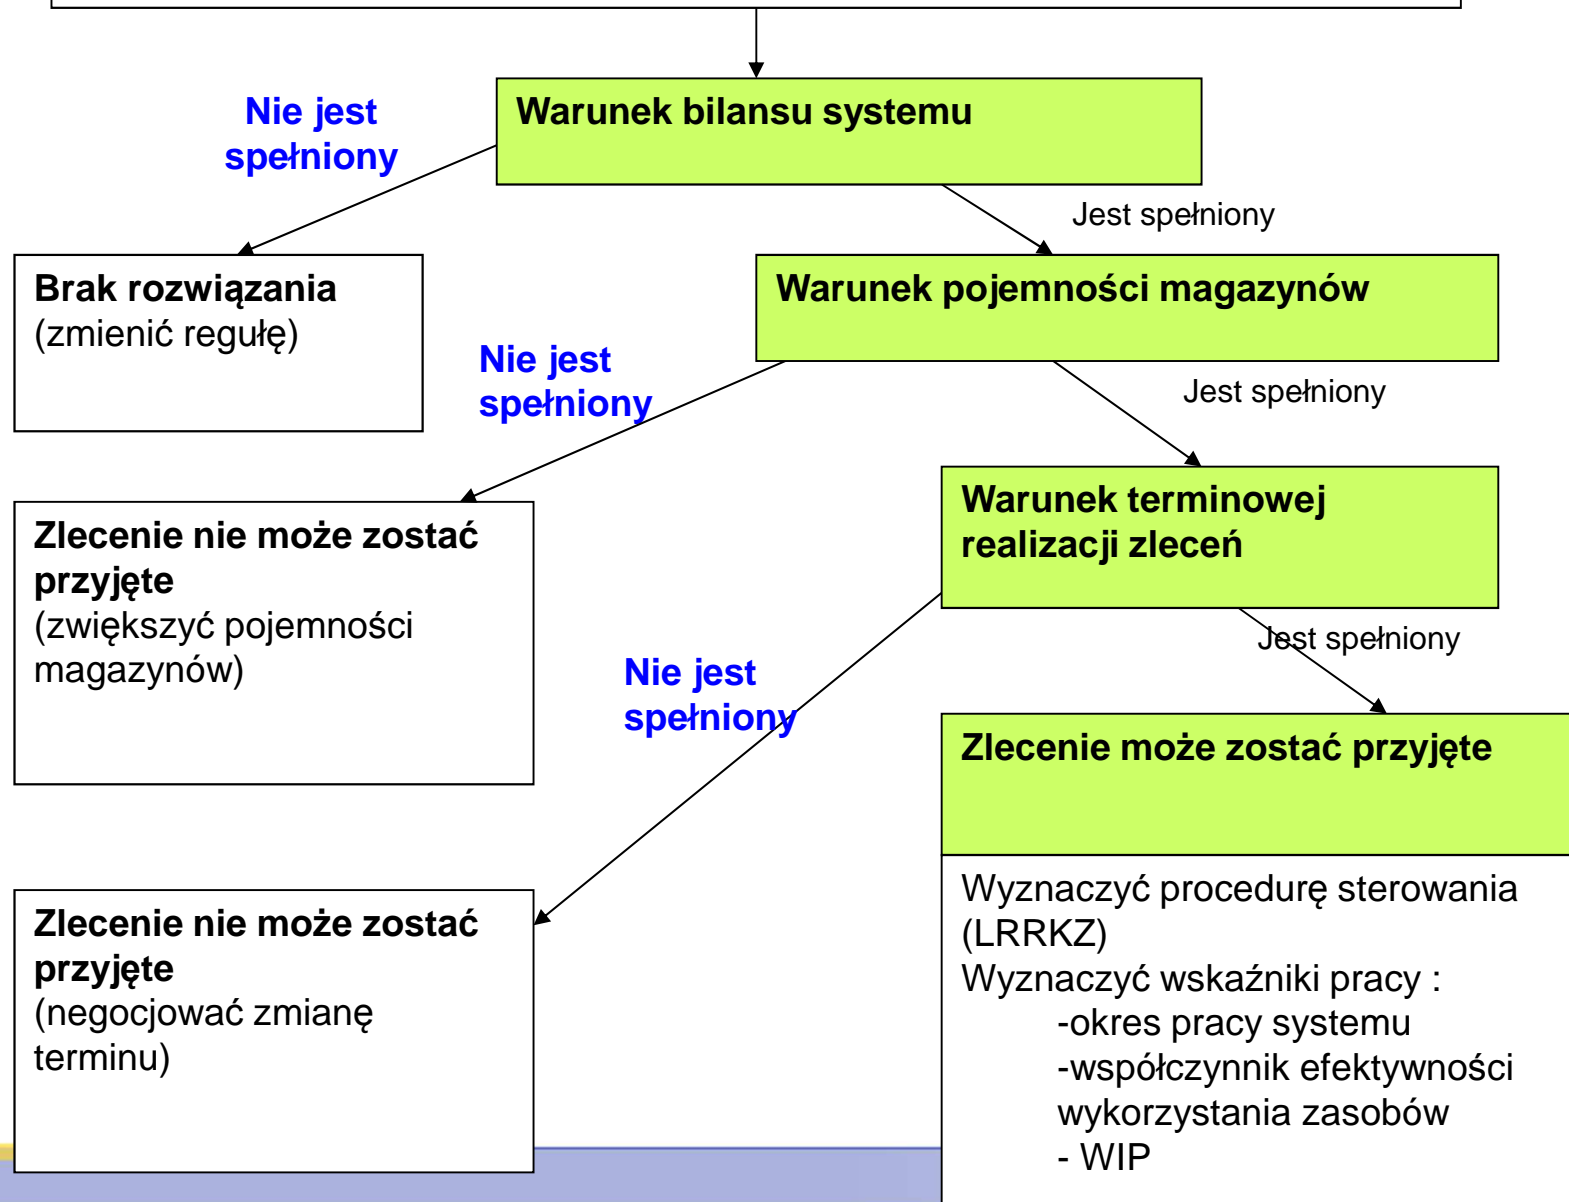 Nie jest
spełniony
Warunek bilansu systemu
Jest spełniony
Brak rozwiązania
(zmienić regułę)
Warunek pojemności magazynów
Nie jest
spełniony
Jest spełniony
Zlecenie nie może zostać
przyjęte
(zwiększyć pojemności
magazynów)
Warunek terminowej
realizacji zleceń
Nie jest
spełniony
Jest spełniony
Zlecenie może zostać przyjęte
Zlecenie nie może zostać
przyjęte
(negocjować zmianę
terminu)
Wyznaczyć procedurę sterowania
(LRRKZ)
Wyznaczyć wskaźniki pracy :
-okres pracy systemu
-współczynnik efektywności
wykorzystania zasobów
- WIP